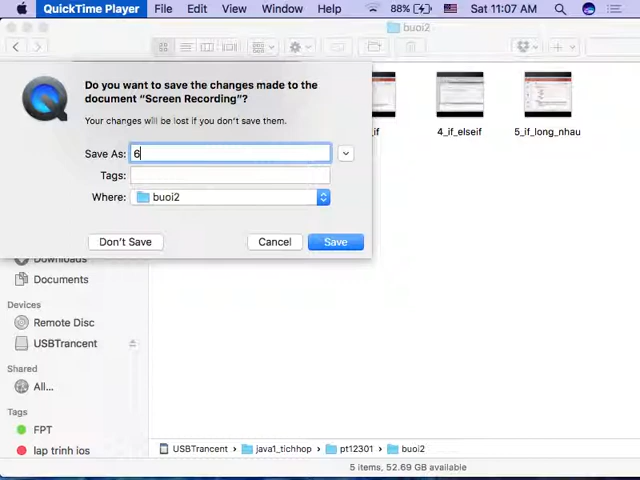 QuickTime Player File Edit View Window Help 88% Sat 11:07 AM
buoi2
Do you want to save the changes made to the
document “Screen Recording”?
Your changes will be lost if you don’t save them.
Save As: 6
Tags:
Where: buoi2
Don’t Save Cancel Save
_if 4_elseif 5_if_long_nhau
Downloads
Documents
Devices
Remote Disc
USBTrancent
Shared
All...
Tags
FPT
lap trinh ios
USBTrancent java1_tichhop pt12301 buoi2
5 items, 52.69 GB available